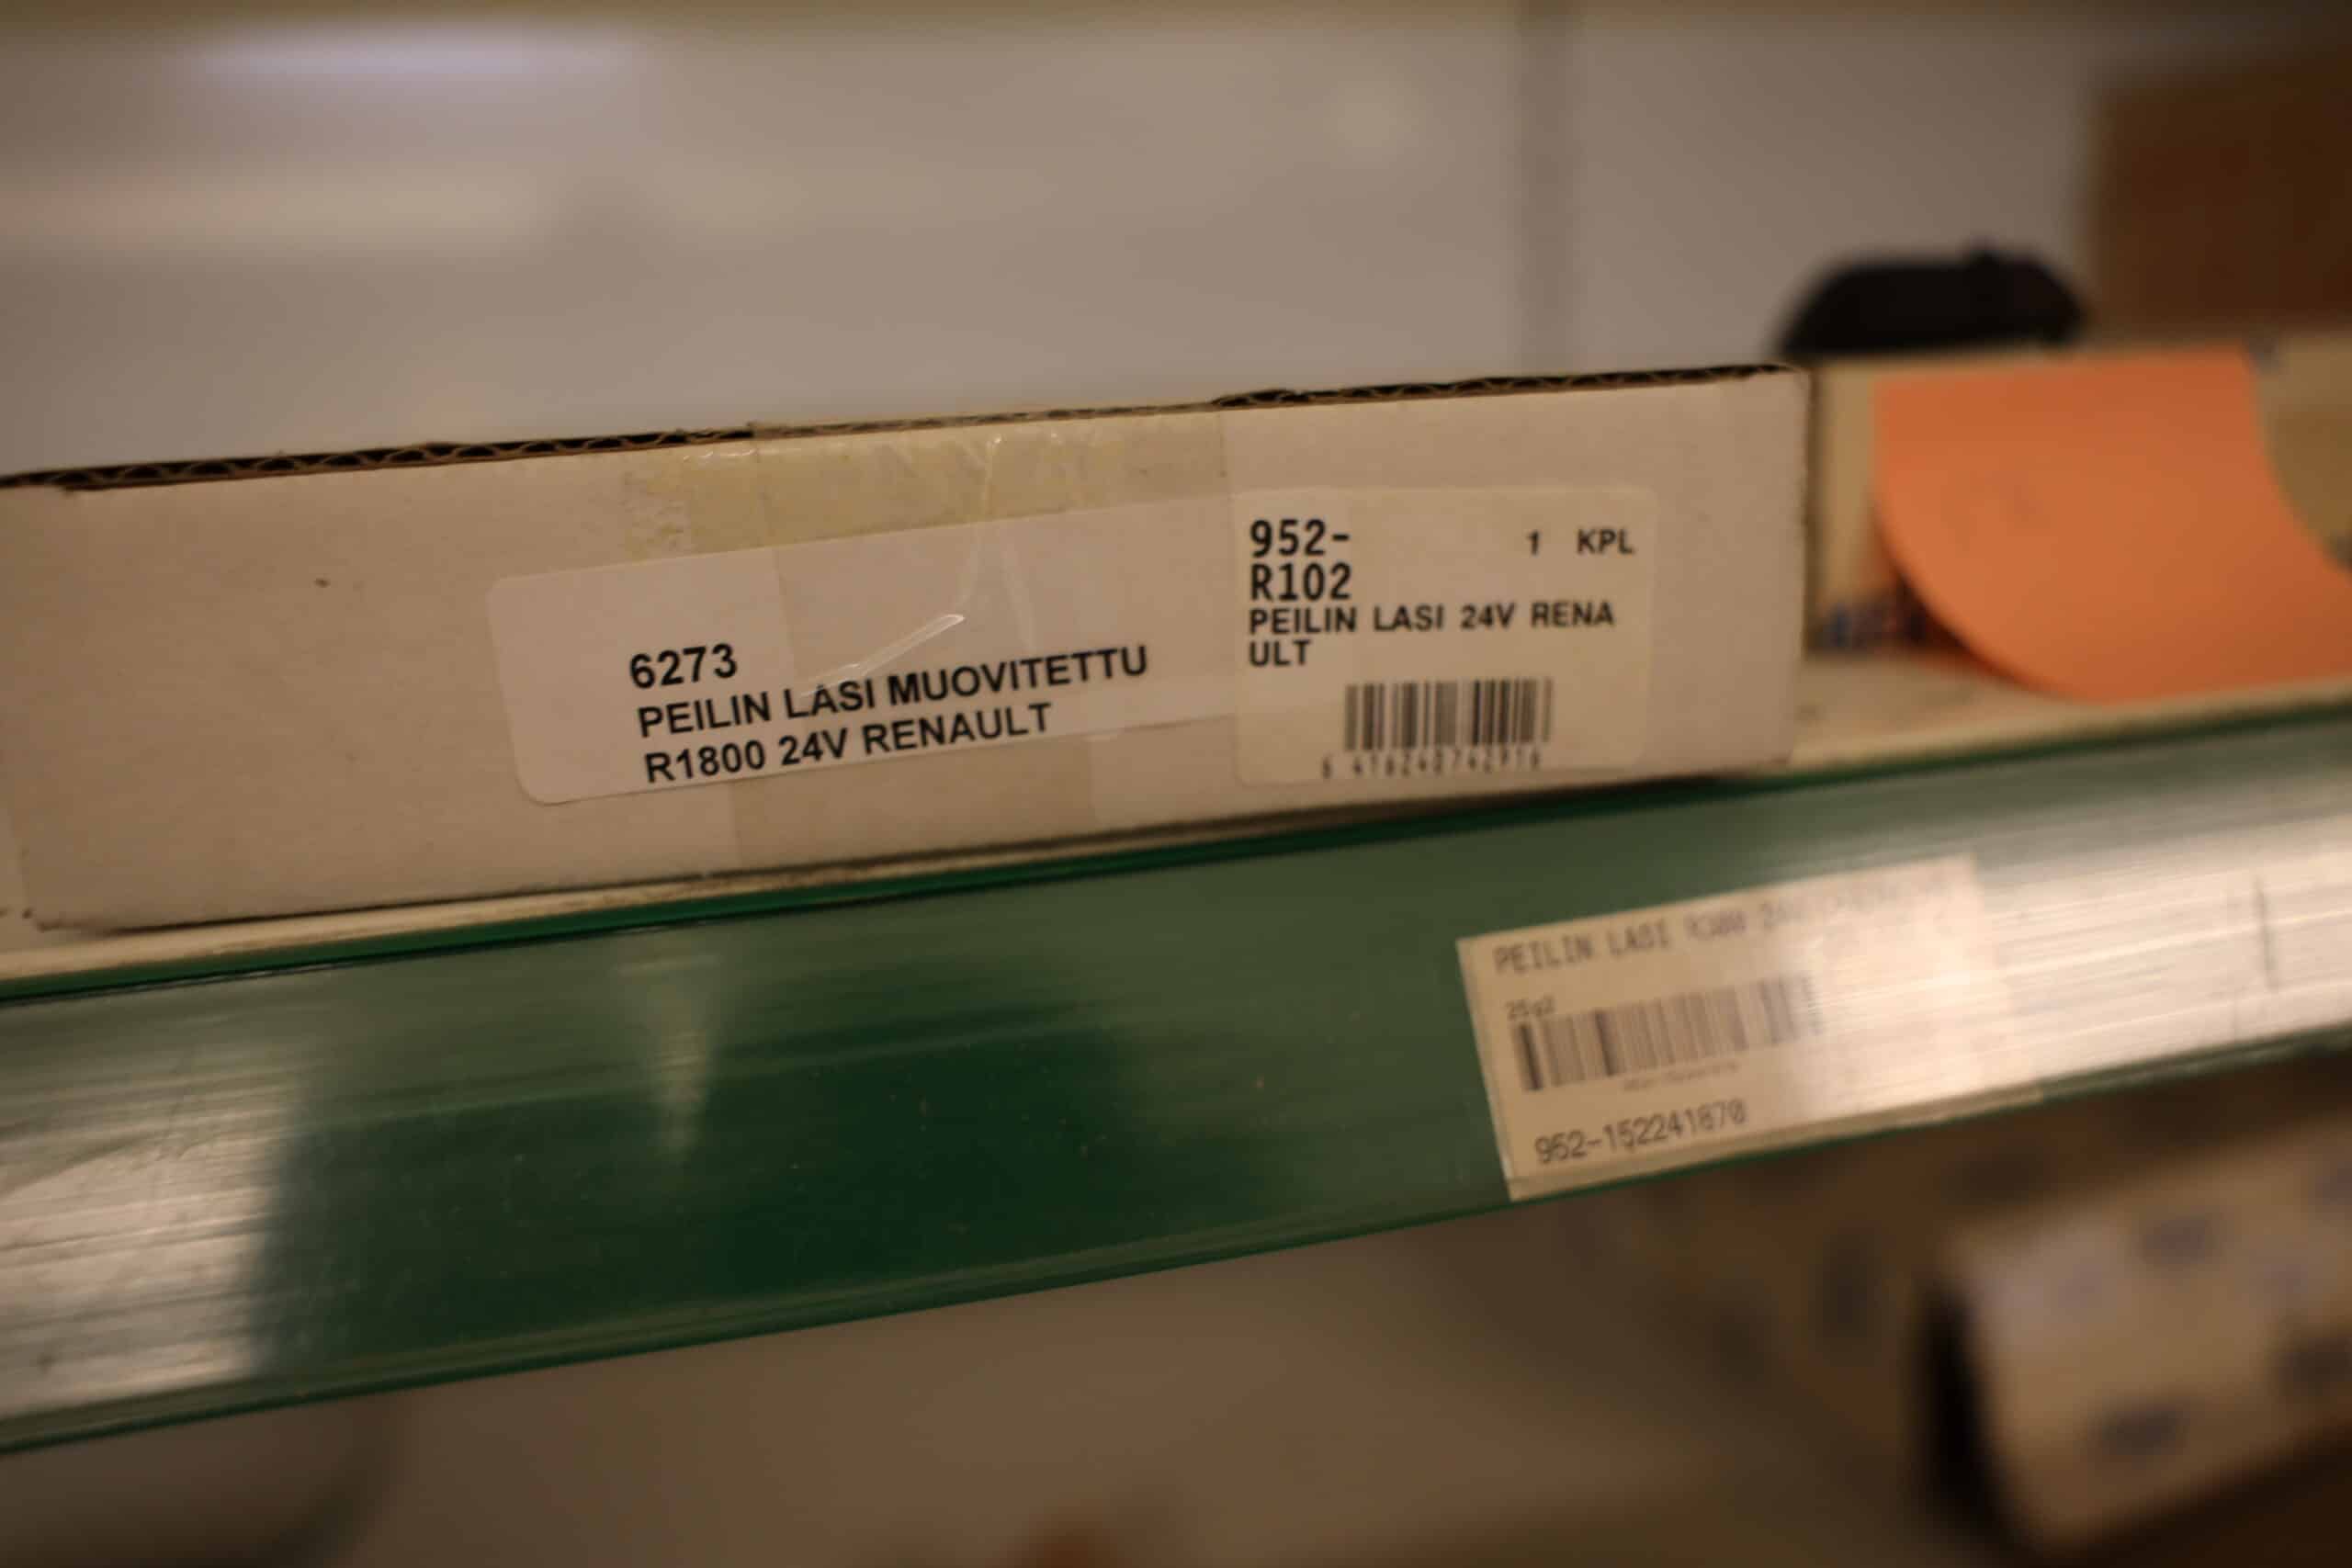 6273
PEILIN LASI MUOVITETTU
R1800 24V RENAULT
952-
R102
1 KPL
PEILIN LASI 24V RENA
ULT
PEILIN LASI
952-152241870